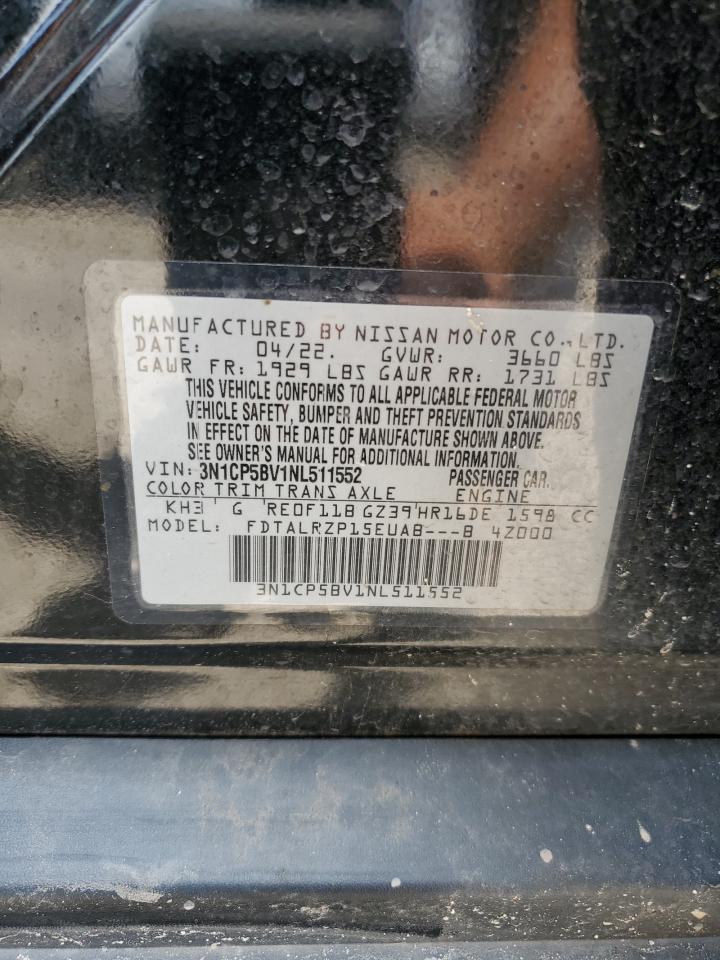 MANUFACTURED BY NISSAN MOTOR CO., LTD.
DATE: 04/22. GVWR: 3660 LBS
GAWR FR: 1929 LBS GAWR RR: 1731 LBS
THIS VEHICLE CONFORMS TO ALL APPLICABLE FEDERAL MOTOR
VEHICLE SAFETY, BUMPER AND THEFT PREVENTION STANDARDS
IN EFFECT ON THE DATE OF MANUFACTURE SHOWN ABOVE.
SEE OWNER'S MANUAL FOR ADDITIONAL INFORMATION.
VIN: 3N1CP5BV1NL511552 PASSENGER CAR.
COLOR TRIM TRANS AXLE ENGINE
KH3 G RE0F11B GZ39 HR16DE 1598 CC
MODEL: FDTALRZP15EUAB---B 4Z000
3N1CP5BV1NL511552